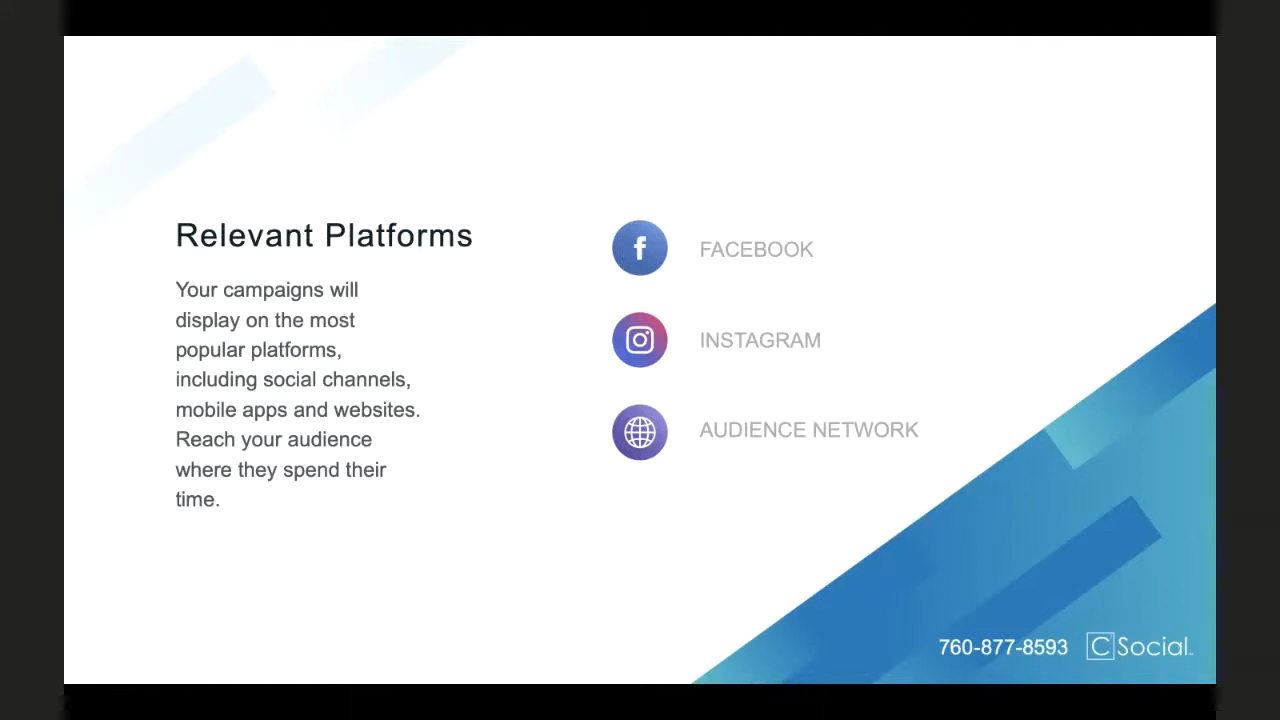 Relevant Platforms
Your campaigns will
display on the most
popular platforms,
including social channels,
mobile apps and websites.
Reach your audience
where they spend their
time.
f
FACEBOOK
INSTAGRAM
AUDIENCE NETWORK
760-877-8593 C Social